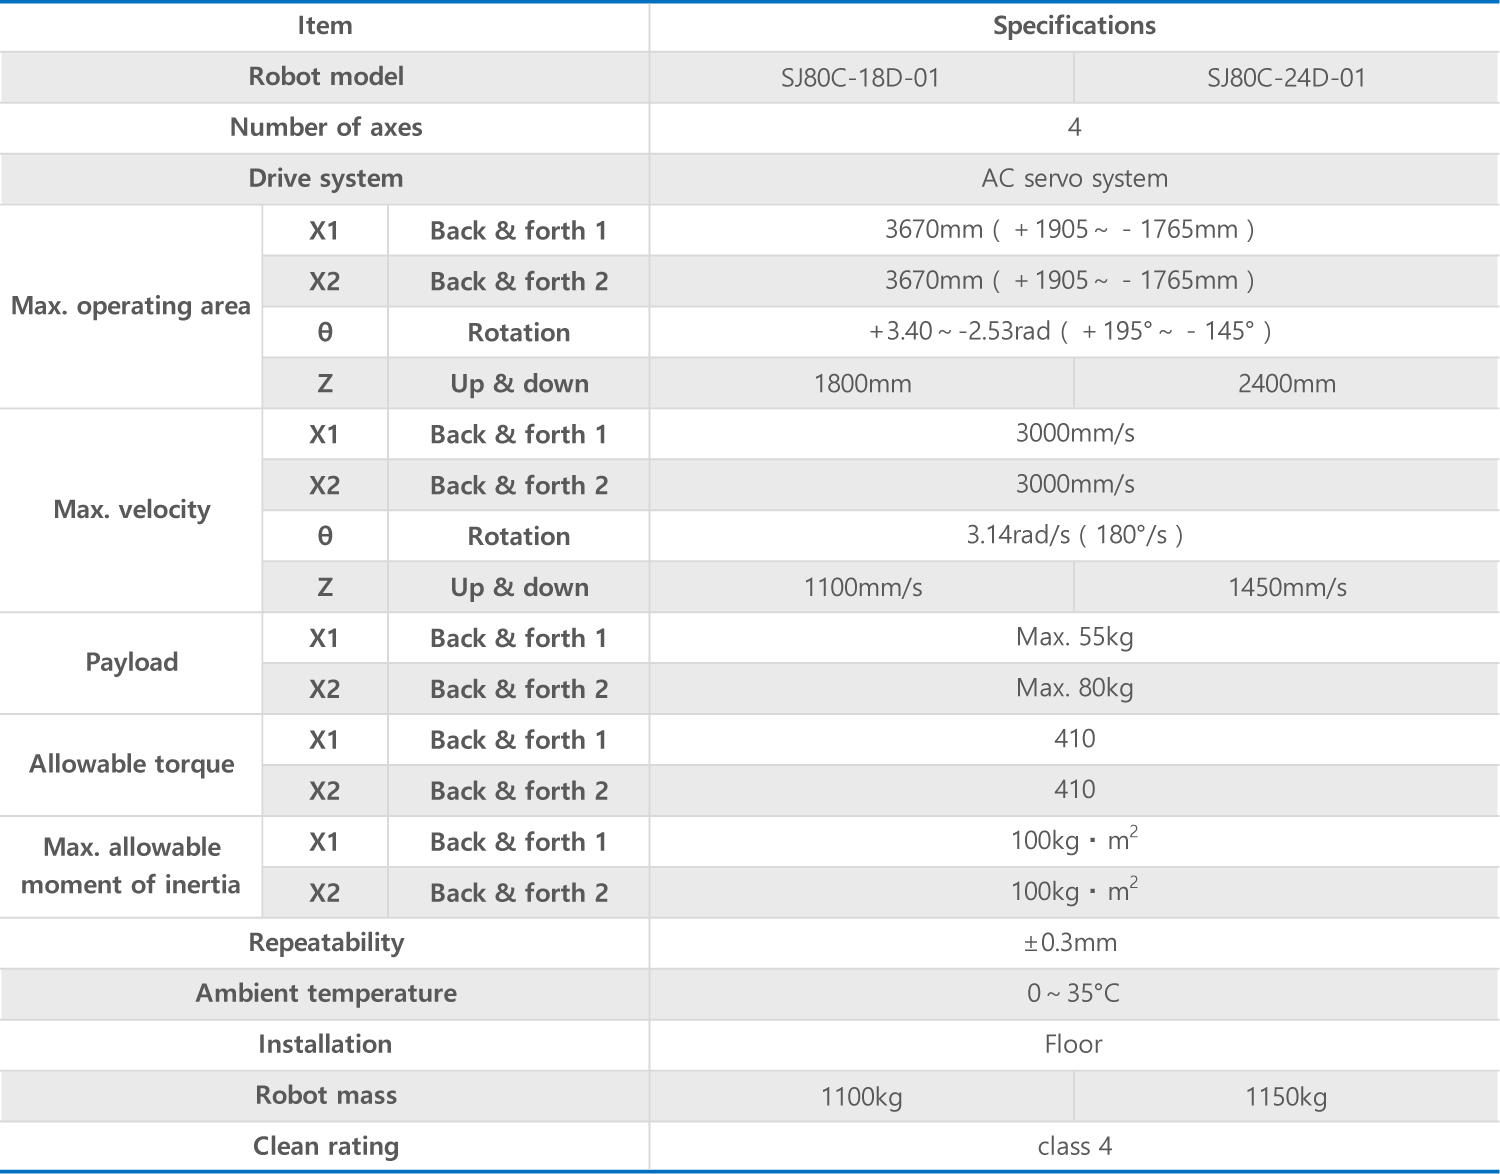 Item Specifications
Robot model SJ80C-18D-01 SJ80C-24D-01
Number of axes 4
Drive system AC servo system
Max. operating area X1 Back & forth 1 3670mm ( +1905~ -1765mm )
X2 Back & forth 2 3670mm ( +1905~ -1765mm )
θ Rotation +3.40~-2.53rad ( +195°~ -145° )
Z Up & down 1800mm 2400mm
Max. velocity X1 Back & forth 1 3000mm/s
X2 Back & forth 2 3000mm/s
θ Rotation 3.14rad/s ( 180°/s )
Z Up & down 1100mm/s 1450mm/s
Payload X1 Back & forth 1 Max. 55kg
X2 Back & forth 2 Max. 80kg
Allowable torque X1 Back & forth 1 410
X2 Back & forth 2 410
Max. allowable
moment of inertia X1 Back & forth 1 100kg・m²
X2 Back & forth 2 100kg・m²
Repeatability ±0.3mm
Ambient temperature 0~35°C
Installation Floor
Robot mass 1100kg 1150kg
Clean rating class 4